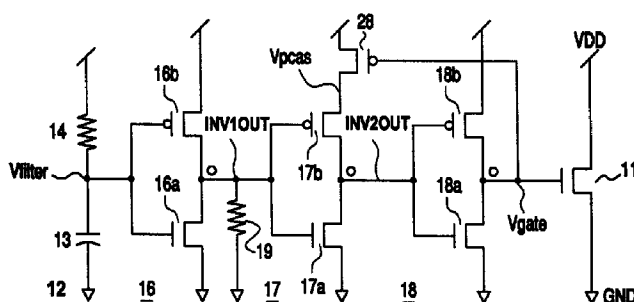 28
VDD
Vpcas
16b
18b
14
INV1OUT
INV2OUT
Vfilter
17b
11
16a
18a
Vgate
13
19
17a
12
16
17
18
GND